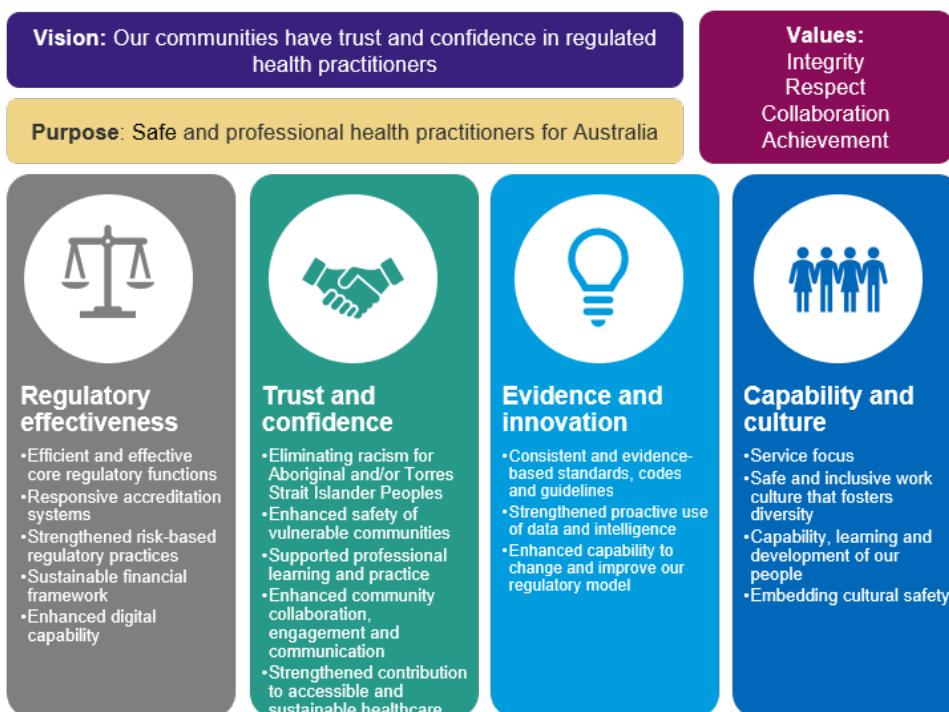 Vision: Our communities have trust and confidence in regulated
health practitioners
Purpose: Safe and professional health practitioners for Australia
Values:
Integrity
Respect
Collaboration
Achievement
Regulatory
effectiveness
•Efficient and effective
core regulatory functions
•Responsive accreditation
systems
•Strengthened risk-based
regulatory practices
•Sustainable financial
framework
•Enhanced digital
capability
Trust and
confidence
•Eliminating racism for
Aboriginal and/or Torres
Strait Islander Peoples
•Enhanced safety of
vulnerable communities
•Supported professional
learning and practice
•Enhanced community
collaboration,
engagement and
communication
•Strengthened contribution
to accessible and
sustainable healthcare
Evidence and
innovation
•Consistent and evidence-
based standards, codes
and guidelines
•Strengthened proactive use
of data and intelligence
•Enhanced capability to
change and improve our
regulatory model
Capability and
culture
•Service focus
•Safe and inclusive work
culture that fosters
diversity
•Capability, learning and
development of our
people
•Embedding cultural safety